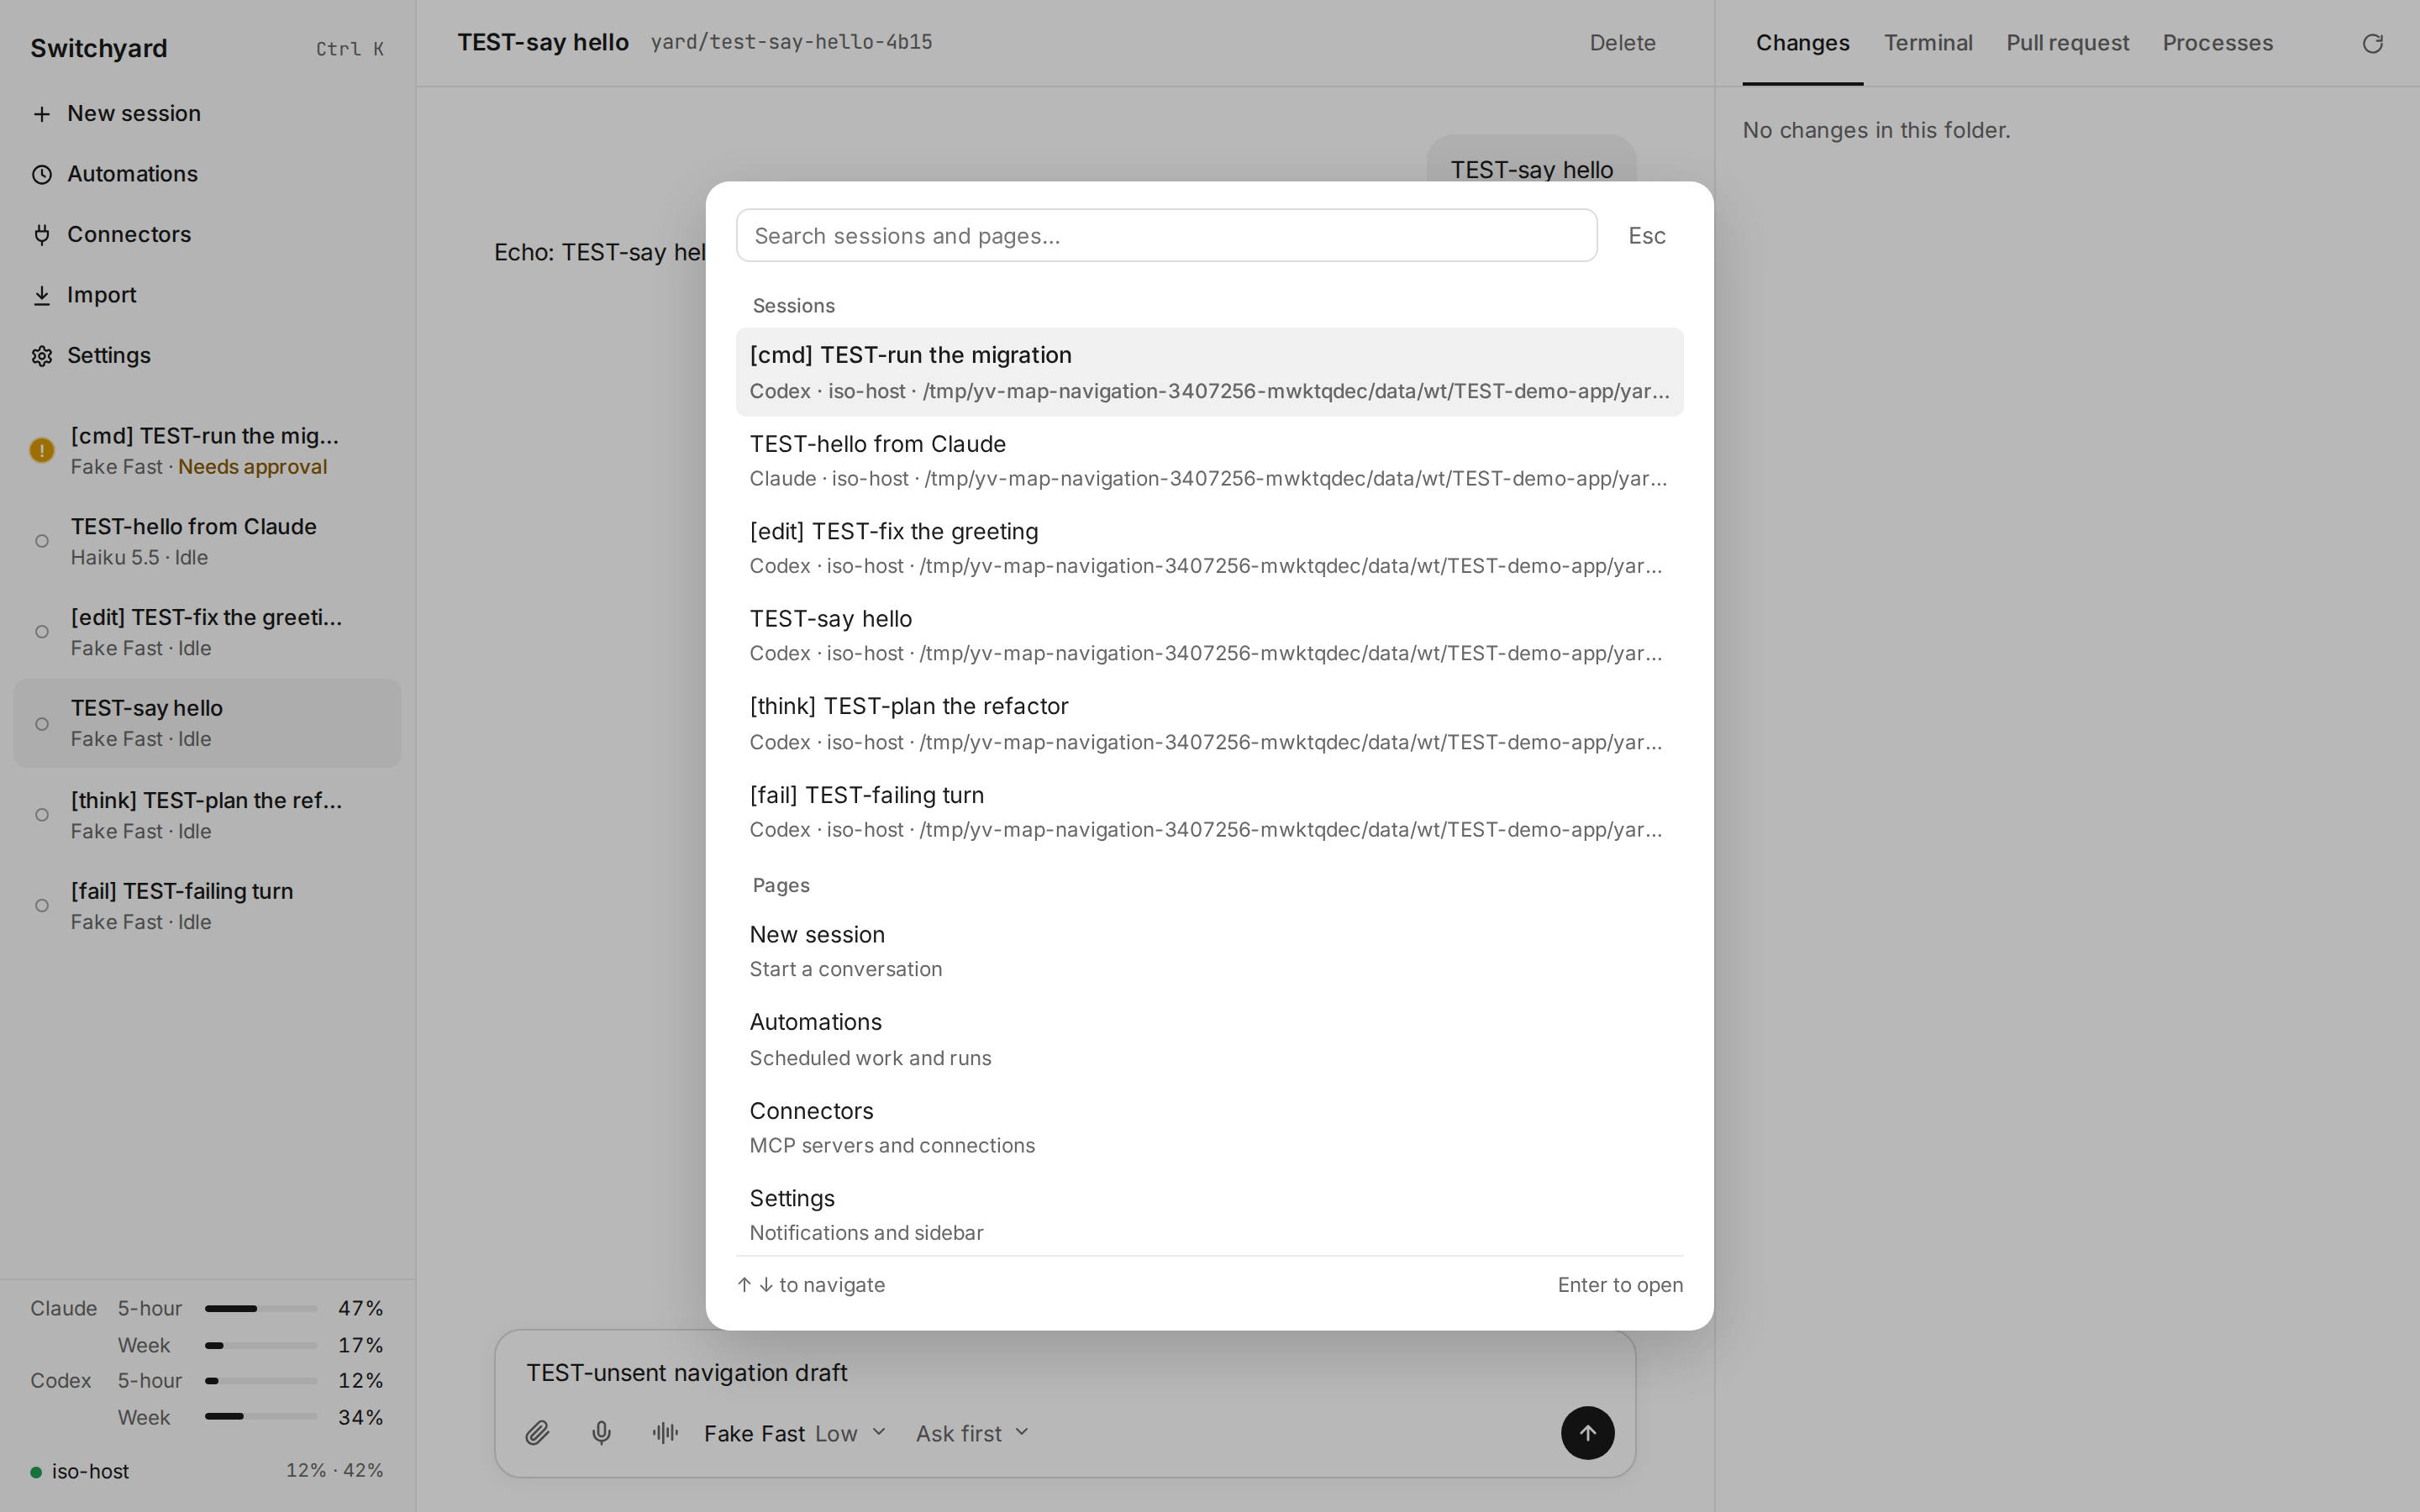 Switchyard
Ctrl K
New session
Automations
Connectors
Import
Settings
[cmd] TEST-run the mig...
Fake Fast · Needs approval
TEST-hello from Claude
Haiku 5.5 · Idle
[edit] TEST-fix the greeti...
Fake Fast · Idle
TEST-say hello
Fake Fast · Idle
[think] TEST-plan the ref...
Fake Fast · Idle
[fail] TEST-failing turn
Fake Fast · Idle
Claude 5-hour 47%
Week 17%
Codex 5-hour 12%
Week 34%
iso-host 12% · 42%
TEST-say hello yard/test-say-hello-4b15
Delete
TEST-say hello
Echo: TEST-say hel
Search sessions and pages...
Esc
Sessions
[cmd] TEST-run the migration
Codex · iso-host · /tmp/yv-map-navigation-3407256-mwktqdec/data/wt/TEST-demo-app/yar...
TEST-hello from Claude
Claude · iso-host · /tmp/yv-map-navigation-3407256-mwktqdec/data/wt/TEST-demo-app/yar...
[edit] TEST-fix the greeting
Codex · iso-host · /tmp/yv-map-navigation-3407256-mwktqdec/data/wt/TEST-demo-app/yar...
TEST-say hello
Codex · iso-host · /tmp/yv-map-navigation-3407256-mwktqdec/data/wt/TEST-demo-app/yar...
[think] TEST-plan the refactor
Codex · iso-host · /tmp/yv-map-navigation-3407256-mwktqdec/data/wt/TEST-demo-app/yar...
[fail] TEST-failing turn
Codex · iso-host · /tmp/yv-map-navigation-3407256-mwktqdec/data/wt/TEST-demo-app/yar...
Pages
New session
Start a conversation
Automations
Scheduled work and runs
Connectors
MCP servers and connections
Settings
Notifications and sidebar
↑ ↓ to navigate
Enter to open
TEST-unsent navigation draft
Fake Fast Low Ask first
Changes Terminal Pull request Processes
No changes in this folder.